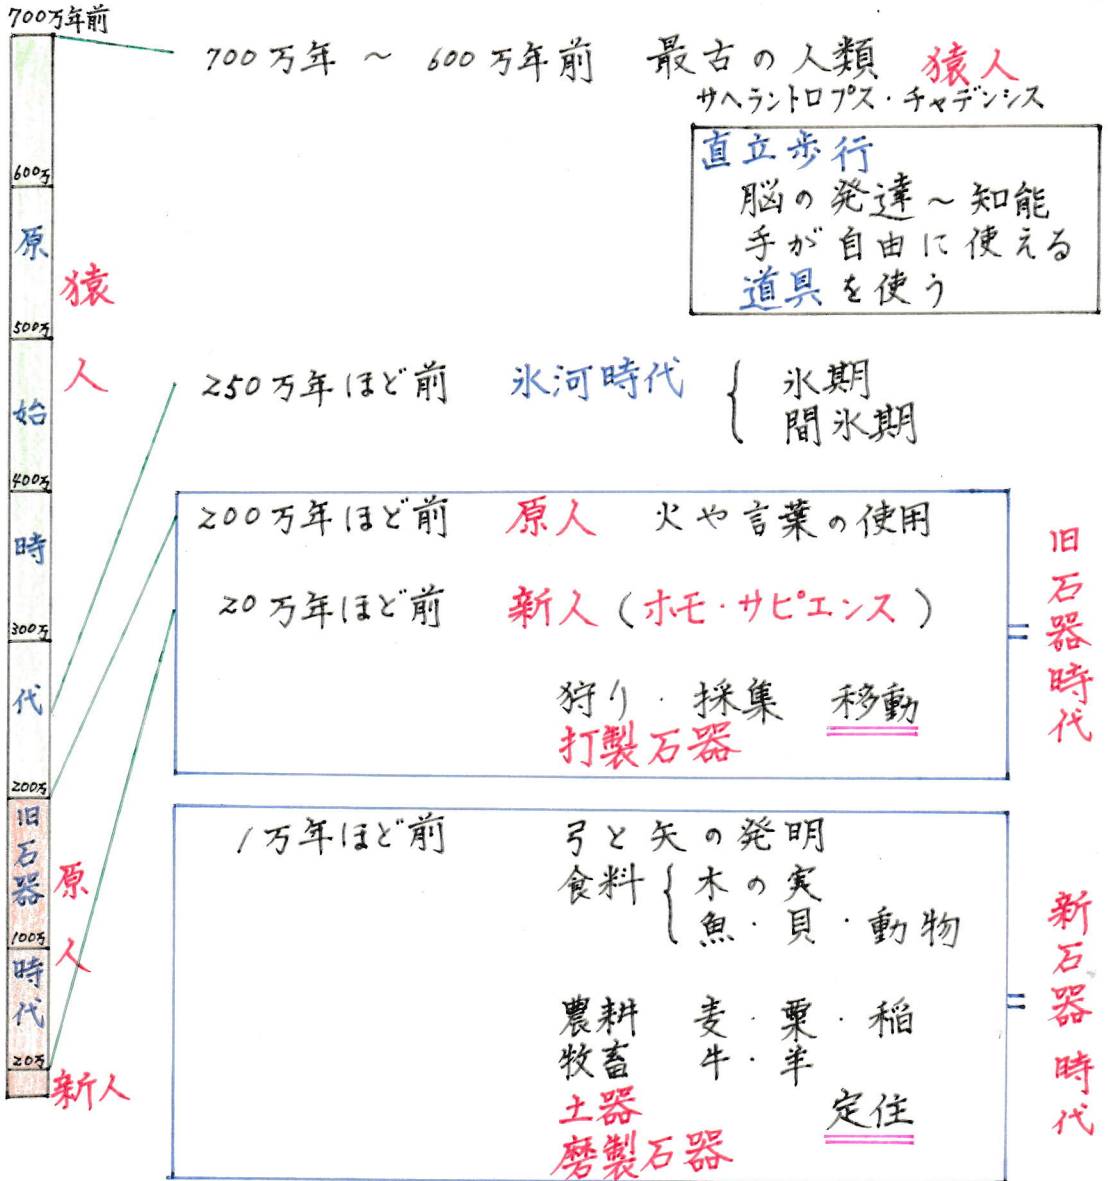 700万年前
700万年 ～ 600万年前 最古の人類 猿人
サヘラントロプス・チャデンシス
直立歩行
脳の発達～知能
手が自由に使える
道具を使う
250万年ほど前 氷河時代 { 氷期
間氷期
200万年ほど前 原人 火や言葉の使用
20万年ほど前 新人（ホモ・サピエンス）
狩り・採集 移動
打製石器
= 旧石器時代
1万年ほど前 弓と矢の発明
食料 { 木の実
魚・貝・動物
農耕 麦・粟・稲
牧畜 牛・羊
土器 定住
磨製石器
= 新石器時代
600万
500万
400万
300万
200万
100万
20万
原始時代
旧石器時代
猿人
原人
新人